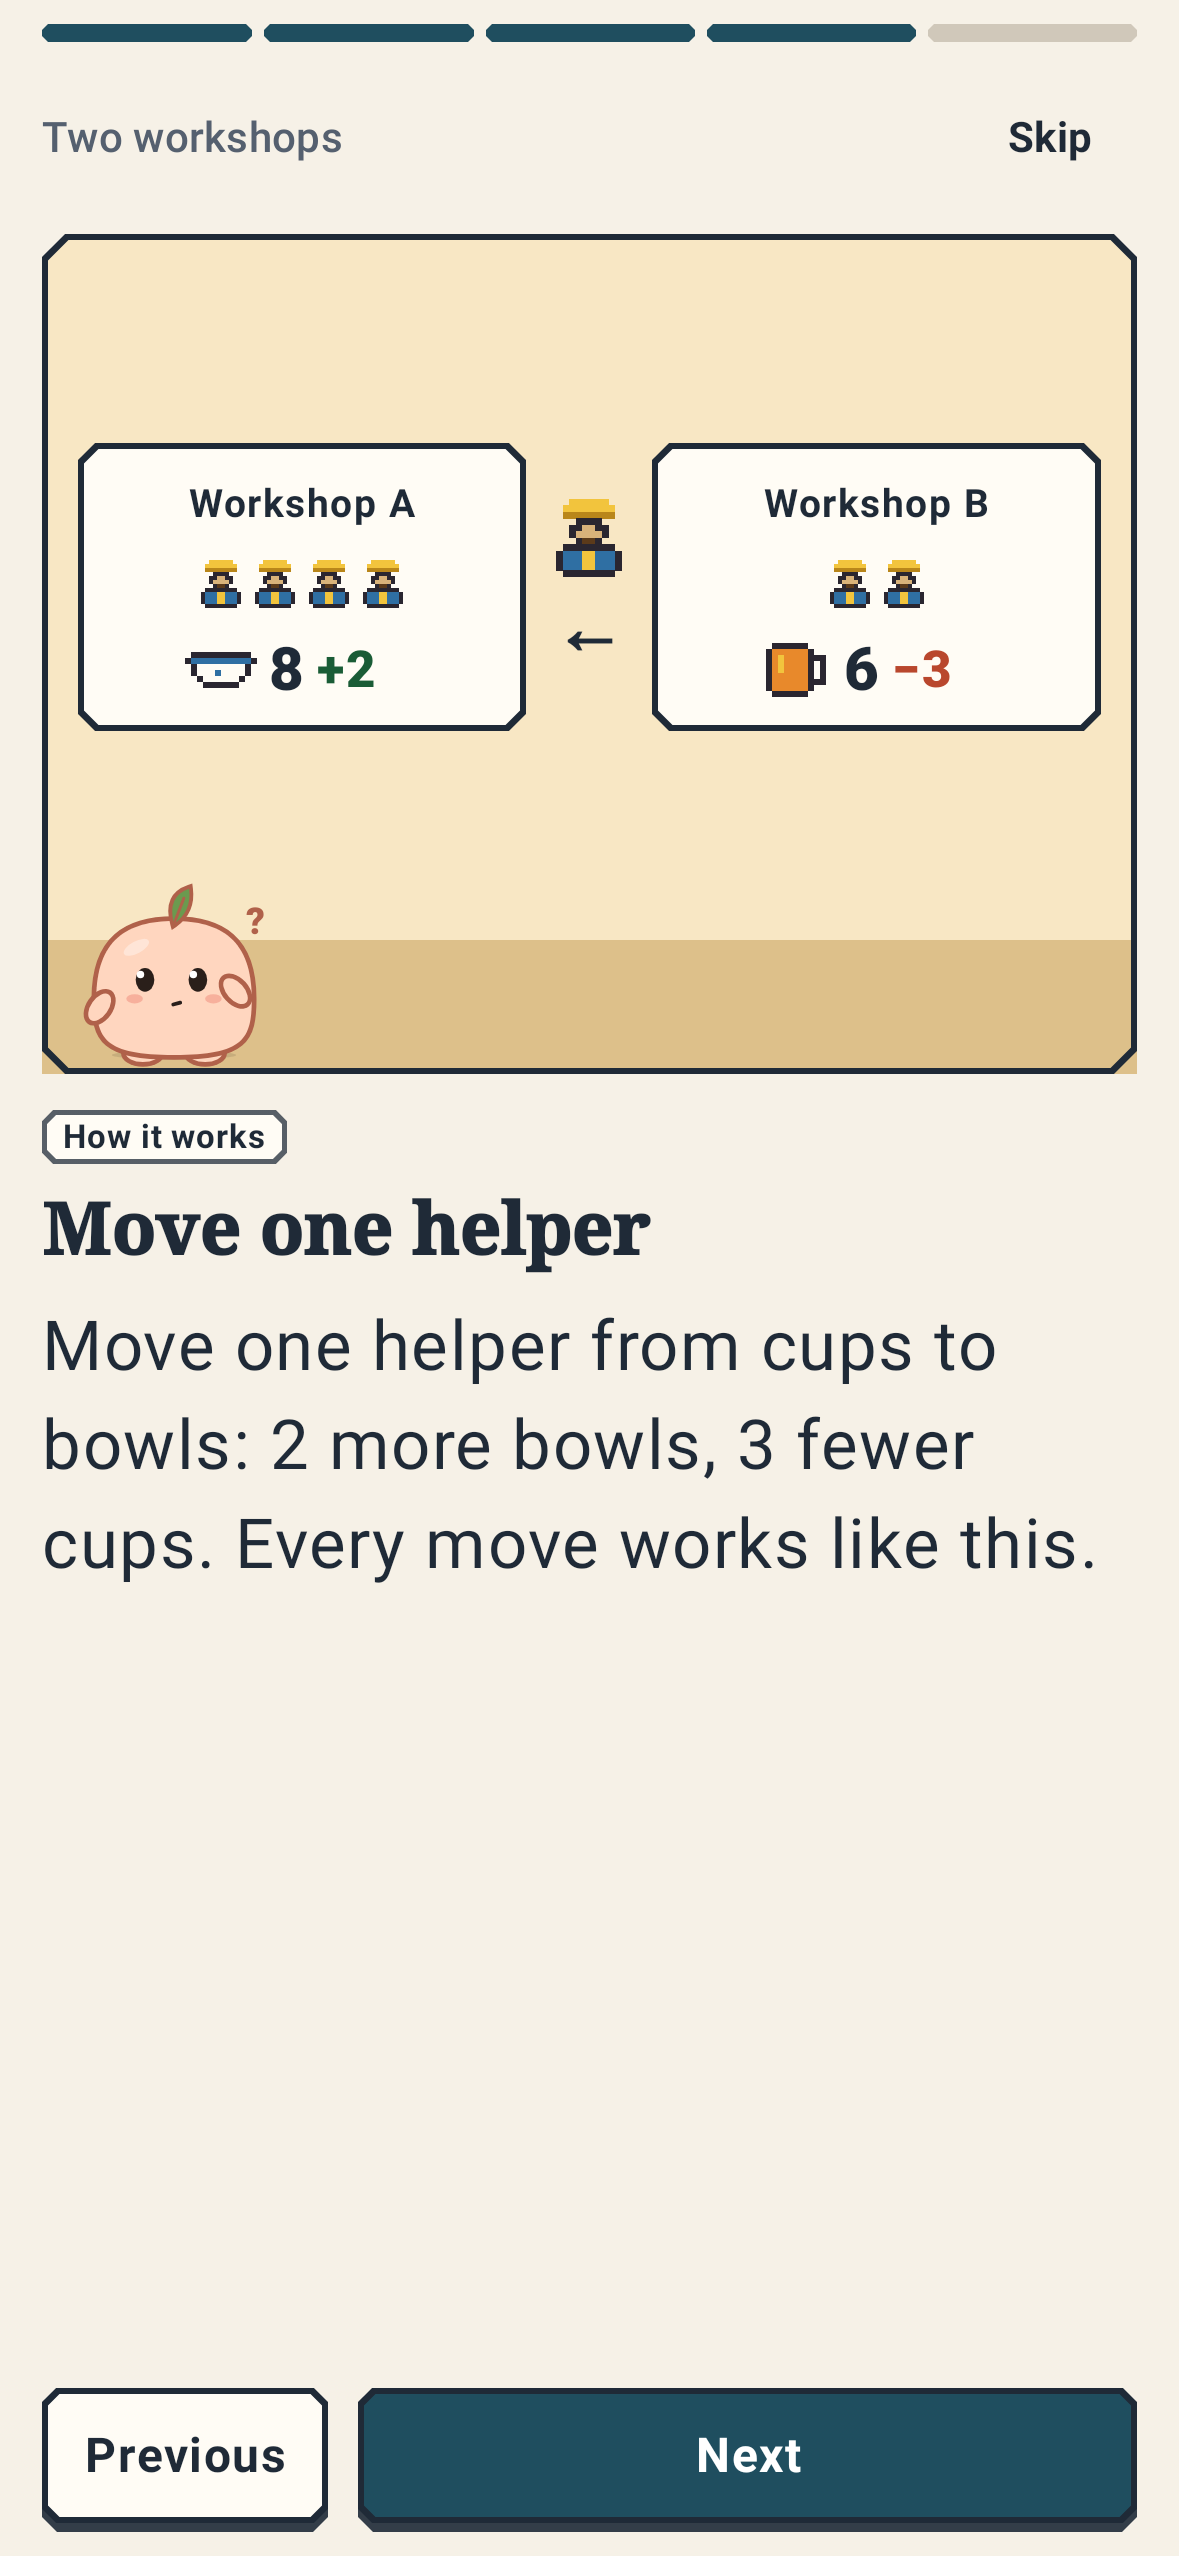 Two workshops
Skip
Workshop A
8 +2
←
Workshop B
6 −3
?
How it works
Move one helper
Move one helper from cups to
bowls: 2 more bowls, 3 fewer
cups. Every move works like this.
Previous
Next